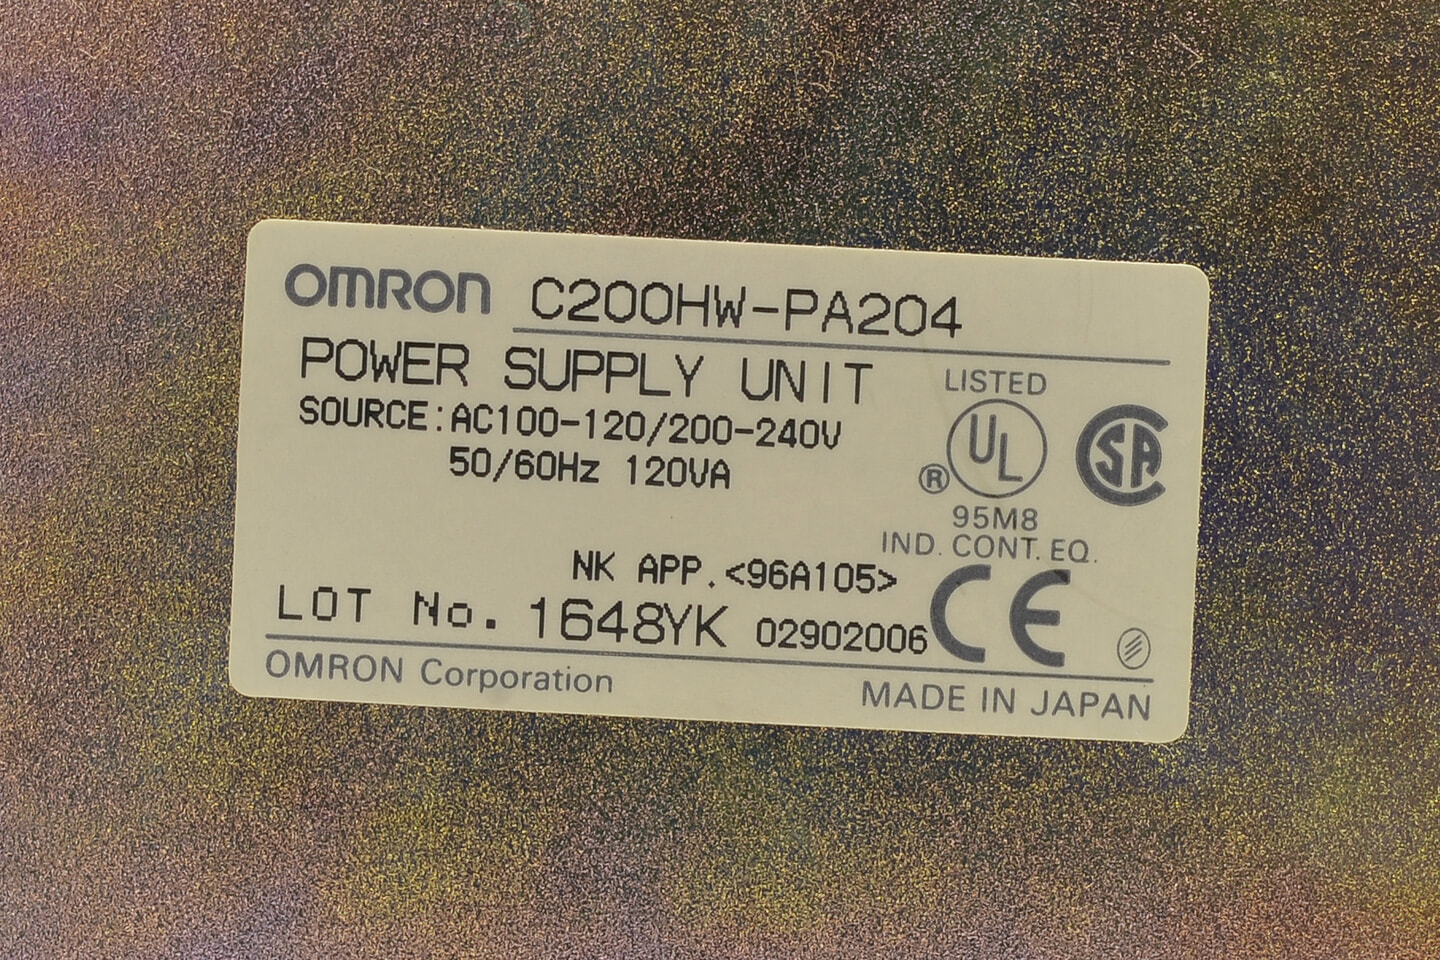 OMRON C200HW-PA204
POWER SUPPLY UNIT
SOURCE:AC100-120/200-240V
50/60Hz 120VA
LISTED
UL
®
SA
95M8
IND. CONT. EQ.
NK APP.<96A105>
LOT No. 1648YK 02902006
CE
OMRON Corporation
MADE IN JAPAN